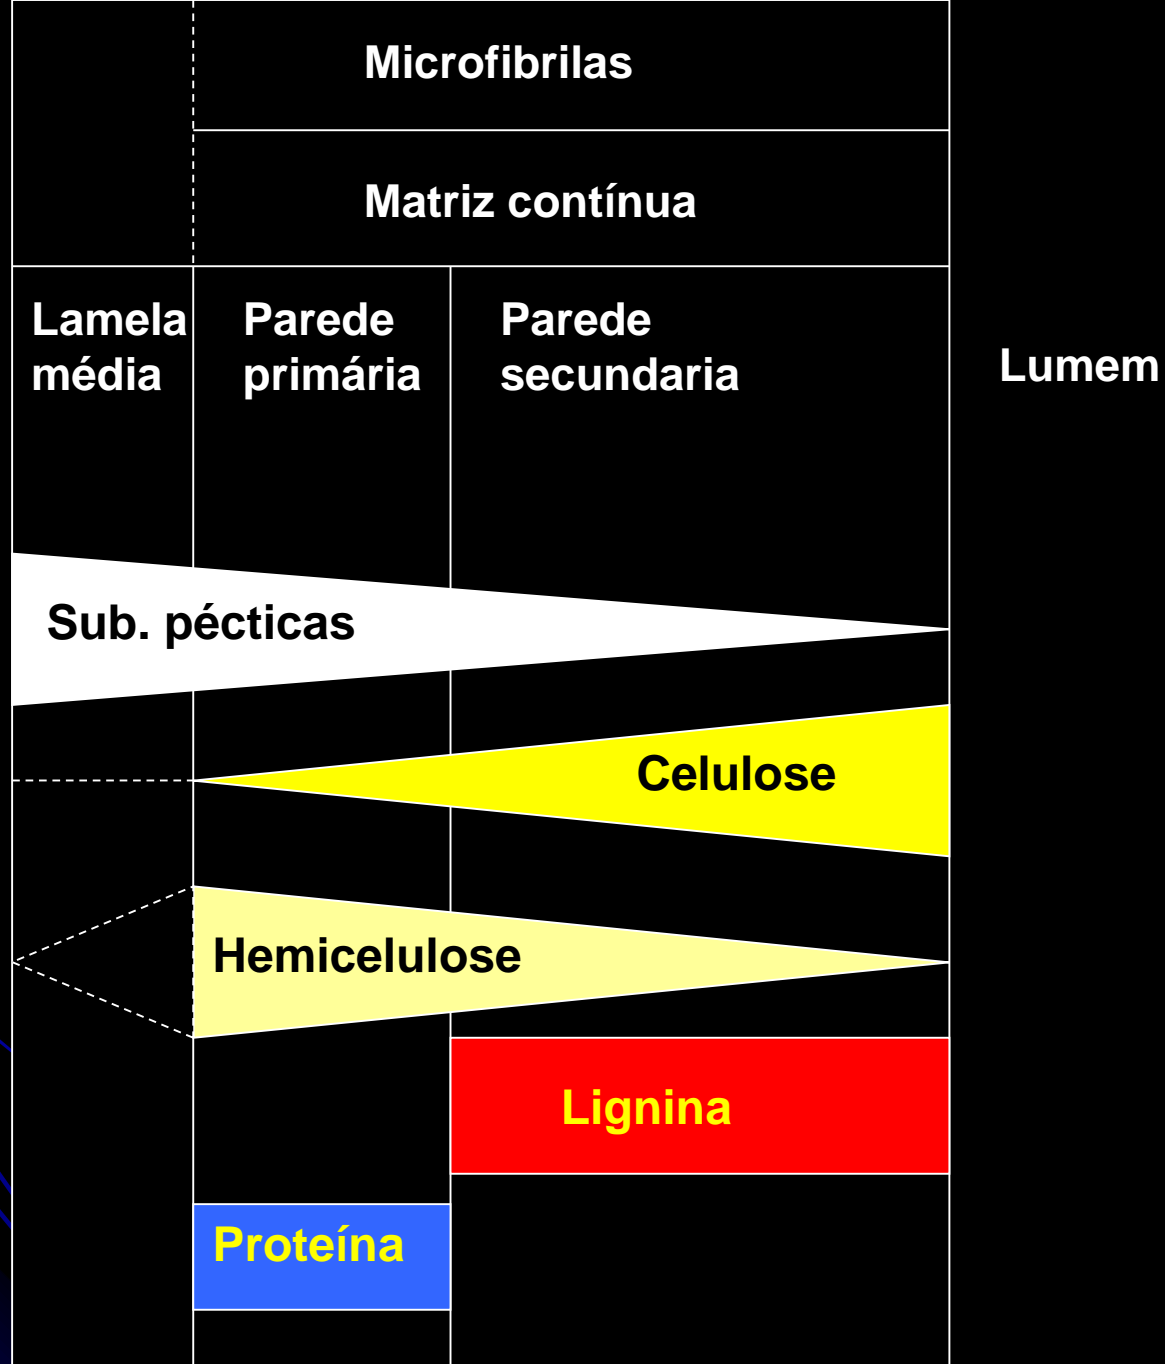 Microfibrilas
Matriz contínua
Lamela
média
Parede
primária
Parede
secundaria
Lumem
Sub. pécticas
Celulose
Hemicelulose
Lignina
Proteína